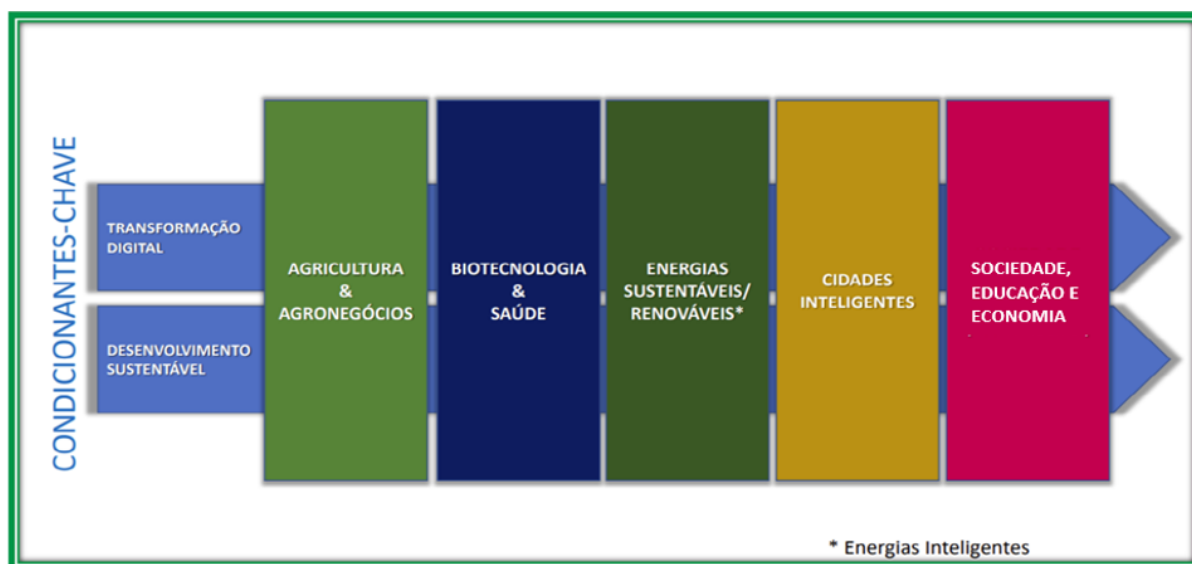 CONDICIONANTES-CHAVE
TRANSFORMAÇÃO
DIGITAL
DESENVOLVIMENTO
SUSTENTÁVEL
AGRICULTURA
&
AGRONEGÓCIOS
BIOTECNOLOGIA
&
SAÚDE
ENERGIAS
SUSTENTÁVEIS/
RENOVÁVEIS*
CIDADES
INTELIGENTES
SOCIEDADE,
EDUCAÇÃO E
ECONOMIA
* Energias Inteligentes